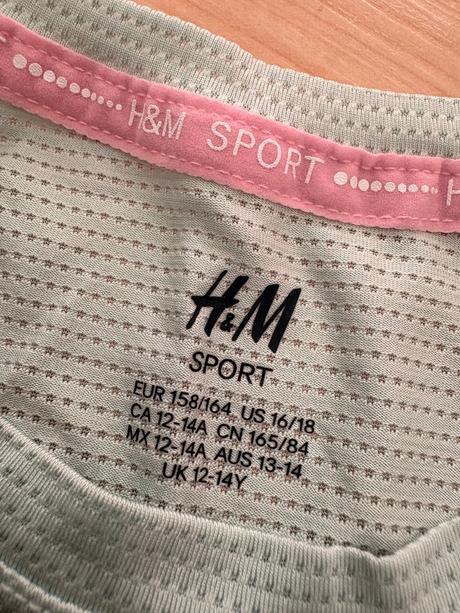 H&M SPORT H
H&M
SPORT
EUR 158/164 US 16/18
CA 12-14A CN 165/84
MX 12-14A AUS 13-14
UK 12-14Y